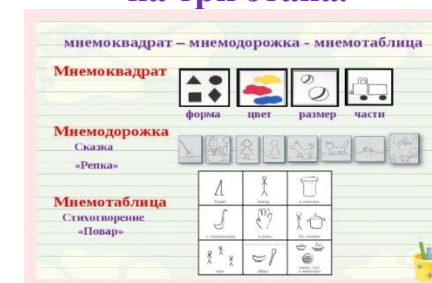 на три этапа:
мнемоквадрат – мнемодорожка - мнемотаблица
Мнемоквадрат
форма цвет размер части
Мнемодорожка
Сказка
«Репка»
Мнемотаблица
Стихотворение
«Повар»